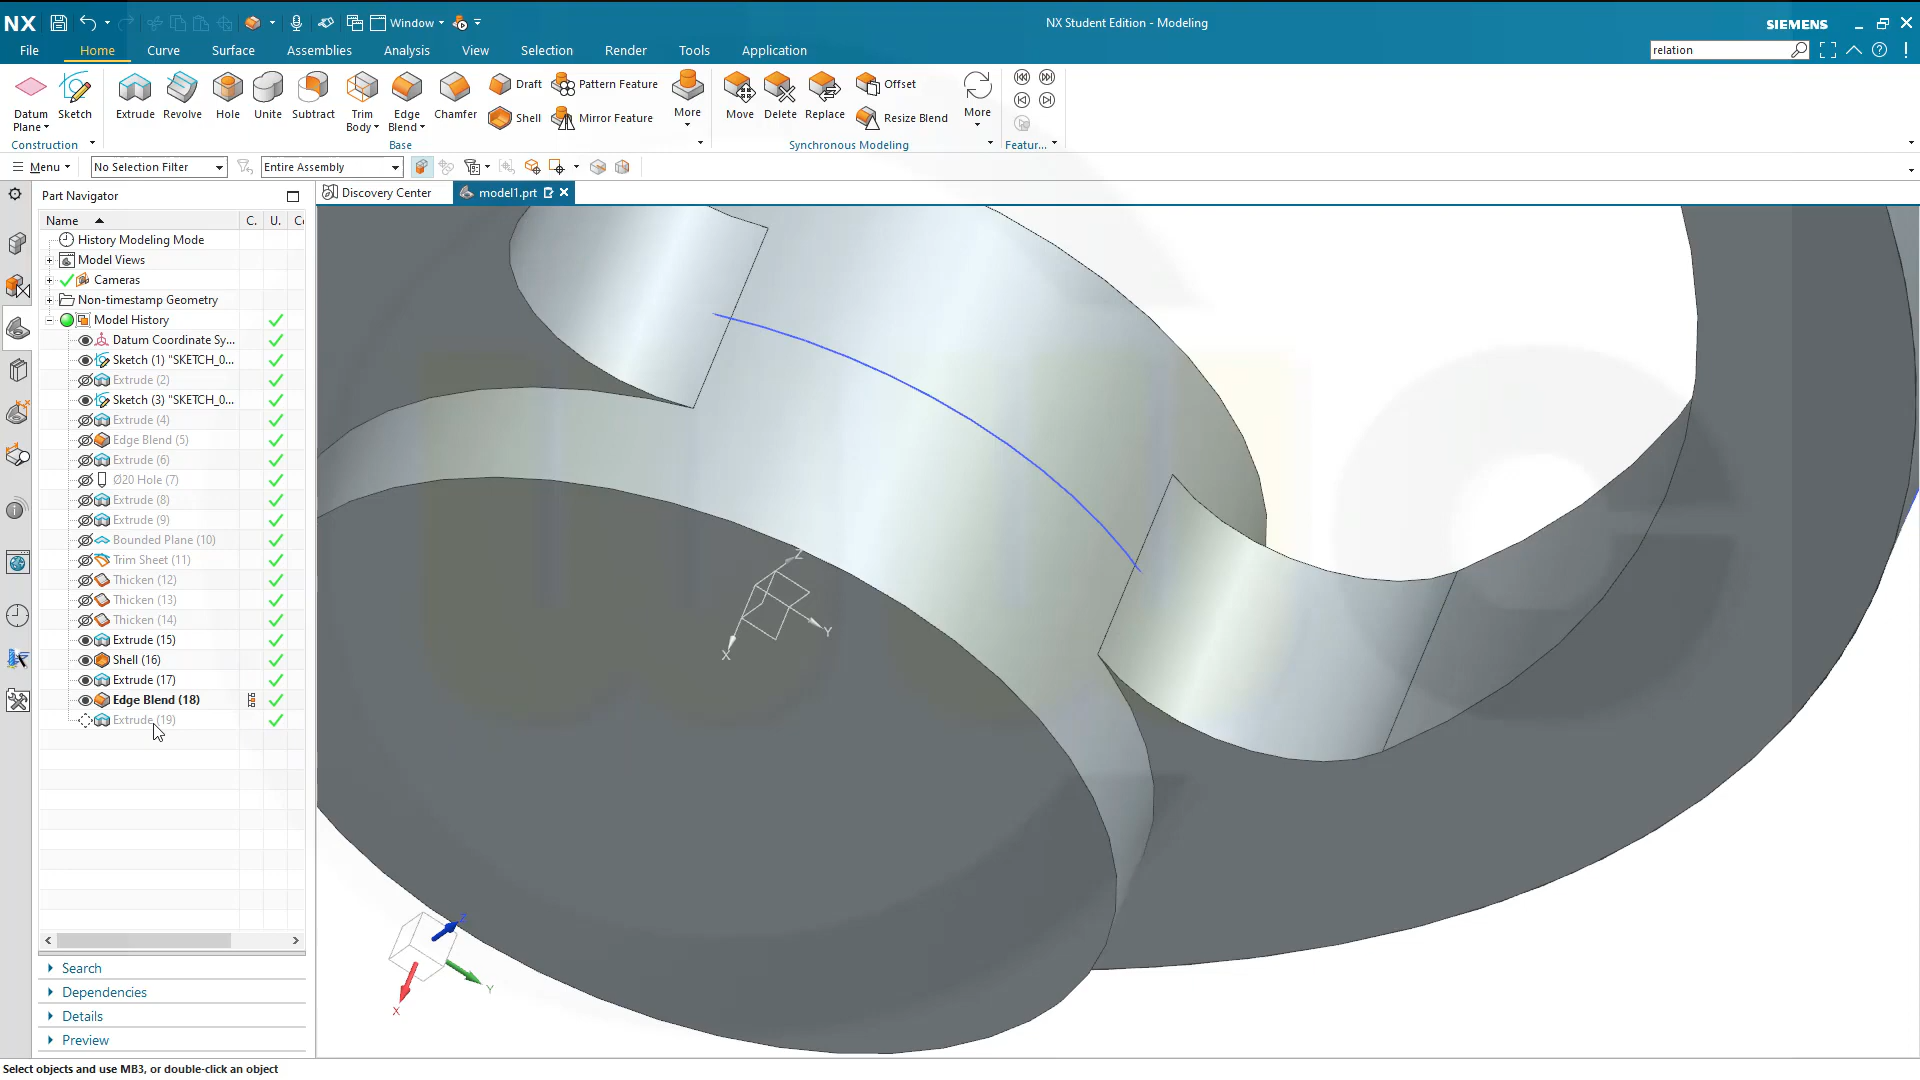 NX Window NX Student Edition - Modeling SIEMENS
File Home Curve Surface Assemblies Analysis View Selection Render Tools Application relation
Datum Plane Sketch Extrude Revolve Hole Unite Subtract Trim Body Edge Blend Chamfer Draft Shell Pattern Feature Mirror Feature More Move Delete Replace Offset Resize Blend More
Construction Base Synchronous Modeling Featur...
Menu No Selection Filter Entire Assembly
Part Navigator Discovery Center model1.prt
Name C. U. Co
History Modeling Mode
Model Views
Cameras
Non-timestamp Geometry
Model History
Datum Coordinate Sy...
Sketch (1) "SKETCH_0...
Extrude (2)
Sketch (3) "SKETCH_0...
Extrude (4)
Edge Blend (5)
Extrude (6)
Ø20 Hole (7)
Extrude (8)
Extrude (9)
Bounded Plane (10)
Trim Sheet (11)
Thicken (12)
Thicken (13)
Thicken (14)
Extrude (15)
Shell (16)
Extrude (17)
Edge Blend (18)
Extrude (19)
Z
Y
X
Z
Y
X
Search
Dependencies
Details
Preview
Select objects and use MB3, or double-click an object